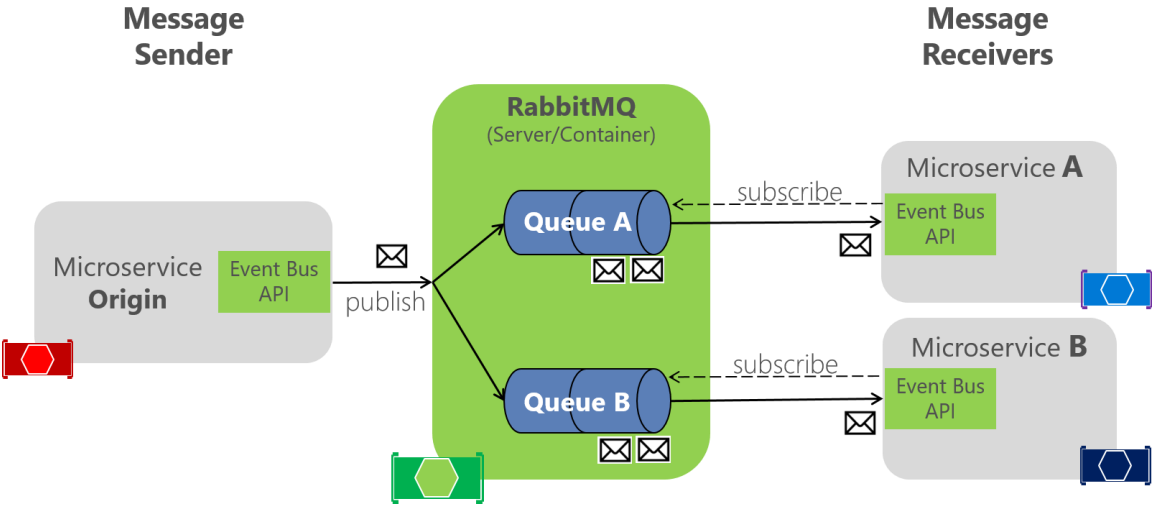 Message
Sender
Message
Receivers
RabbitMQ
(Server/Container)
Microservice
Origin
Event Bus
API
publish
Queue A
Queue B
subscribe
Microservice A
Event Bus
API
subscribe
Microservice B
Event Bus
API